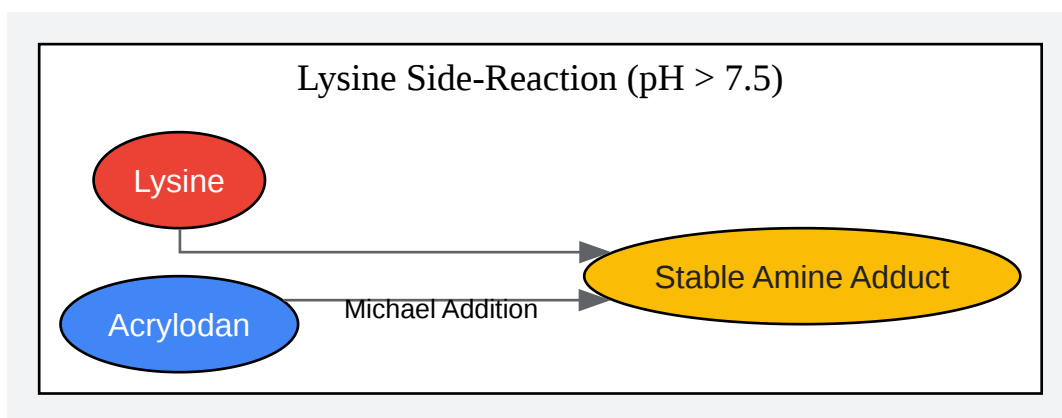 Lysine Side-Reaction (pH > 7.5)
Lysine
Stable Amine Adduct
Acrylodan
Michael Addition